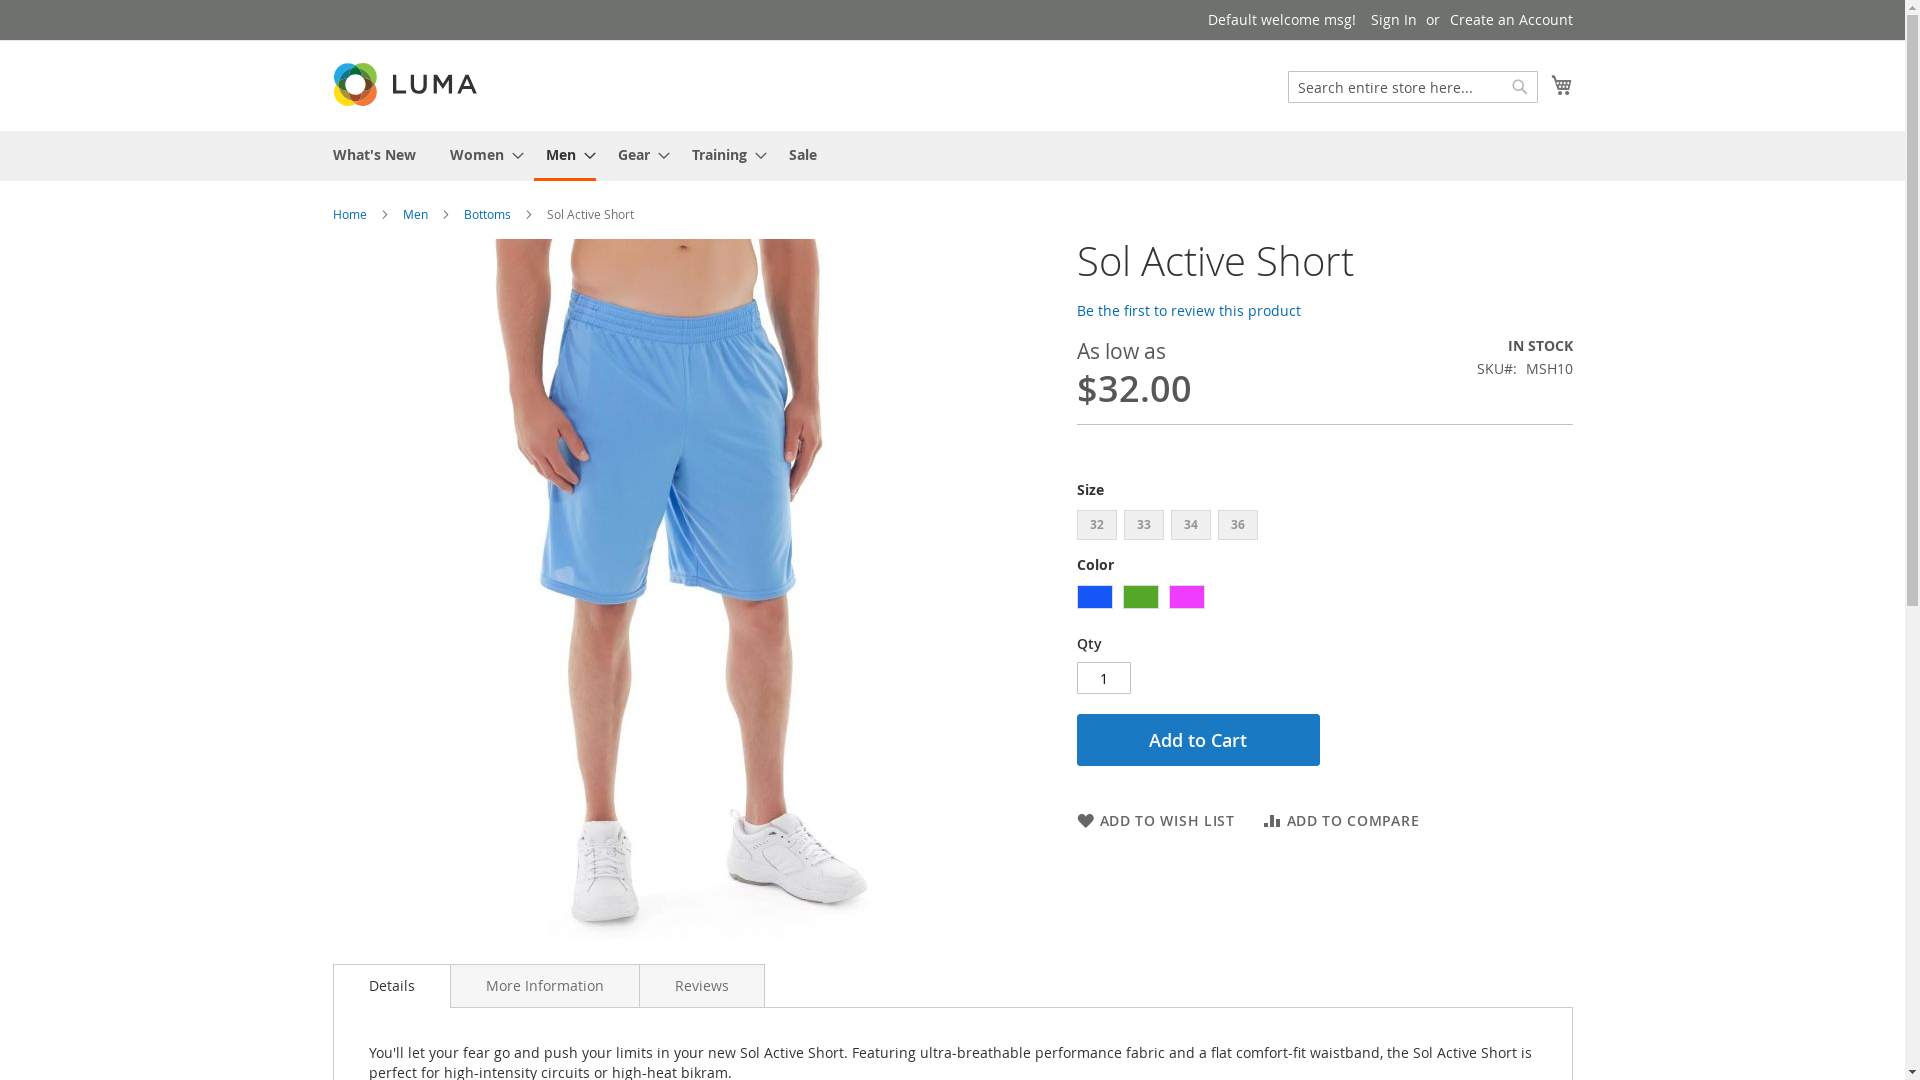 Default welcome msg! Sign In or Create an Account
LUMA
Search entire store here...
What's New Women Men Gear Training Sale
Home Men Bottoms Sol Active Short
Sol Active Short
Be the first to review this product
As low as
$32.00
IN STOCK
SKU#: MSH10
Size
32 33 34 36
Color
Qty
1
Add to Cart
ADD TO WISH LIST ADD TO COMPARE
Details More Information Reviews
You'll let your fear go and push your limits in your new Sol Active Short. Featuring ultra-breathable performance fabric and a flat comfort-fit waistband, the Sol Active Short is
perfect for high-intensity circuits or high-heat bikram.